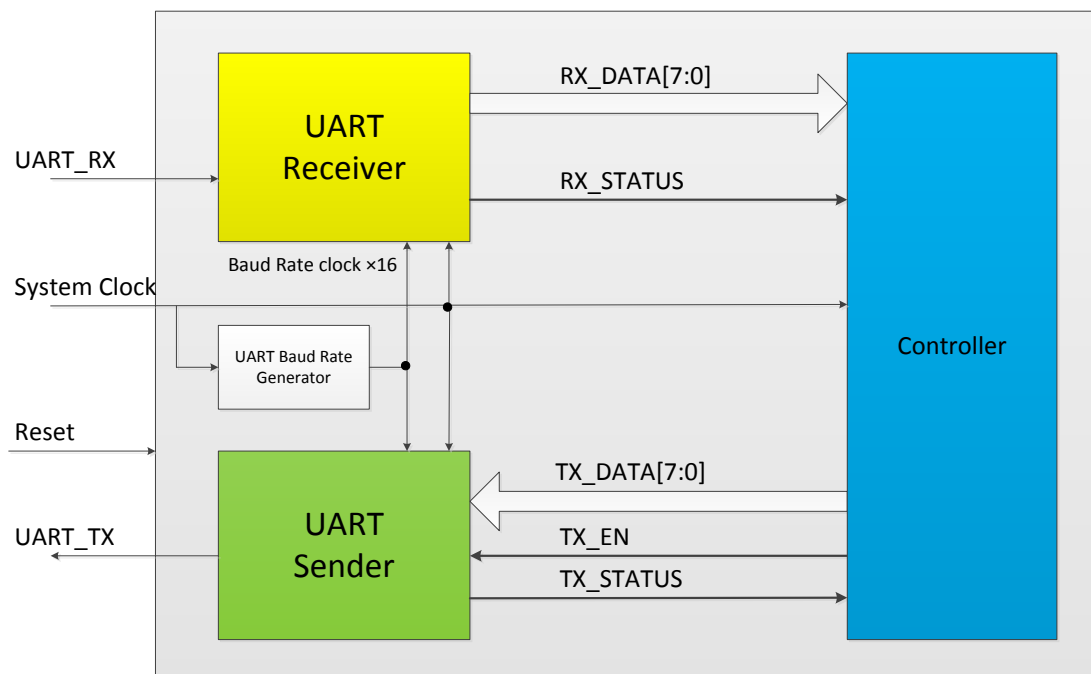 RX_DATA[7:0]
UART
Receiver
UART_RX
RX_STATUS
Baud Rate clock ×16
System Clock
UART Baud Rate
Generator
Controller
Reset
TX_DATA[7:0]
UART
Sender
UART_TX
TX_EN
TX_STATUS